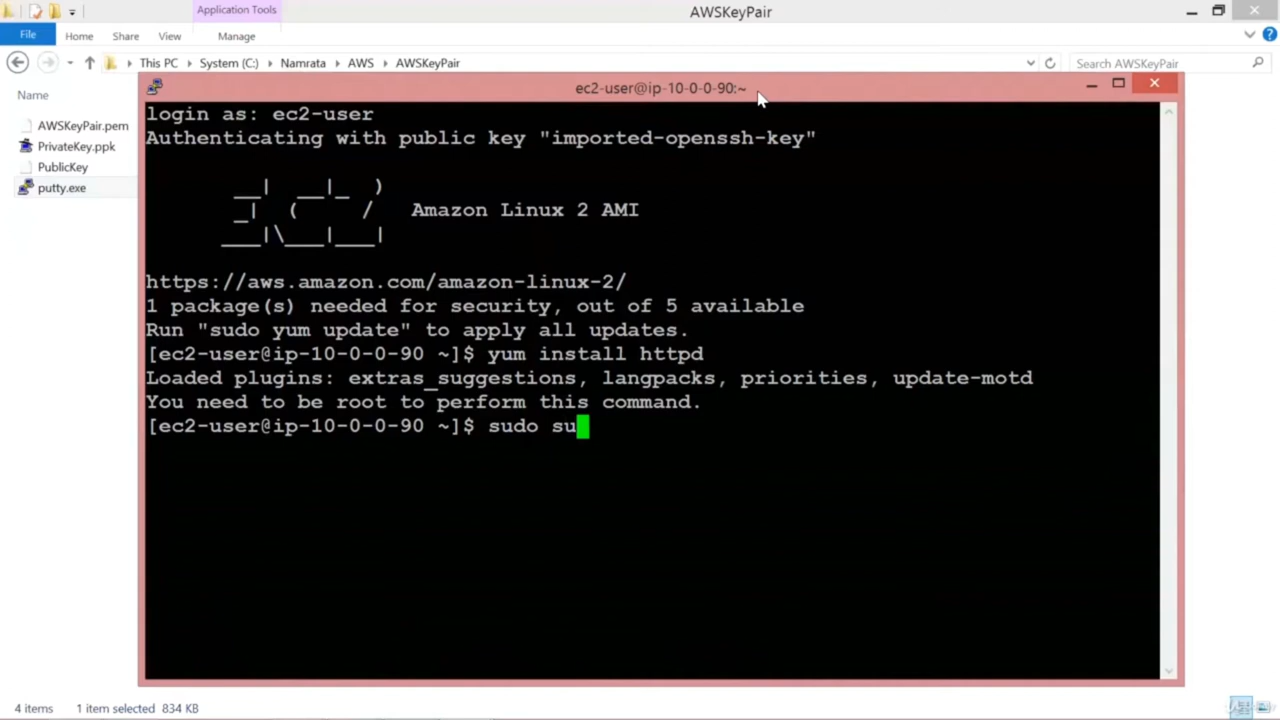 Application Tools
AWSKeyPair
File
Home
Share
View
Manage
This PC
System (C:)
Namrata
AWS
AWSKeyPair
Search AWSKeyPair
Name
AWSKeyPair.pem
PrivateKey.ppk
PublicKey
putty.exe
ec2-user@ip-10-0-0-90:~
login as: ec2-user
Authenticating with public key "imported-openssh-key"
__|  __|_  )
_|  (     /   Amazon Linux 2 AMI
___|\___|___|
https://aws.amazon.com/amazon-linux-2/
1 package(s) needed for security, out of 5 available
Run "sudo yum update" to apply all updates.
[ec2-user@ip-10-0-0-90 ~]$ yum install httpd
Loaded plugins: extras_suggestions, langpacks, priorities, update-motd
You need to be root to perform this command.
[ec2-user@ip-10-0-0-90 ~]$ sudo su
4 items
1 item selected 834 KB